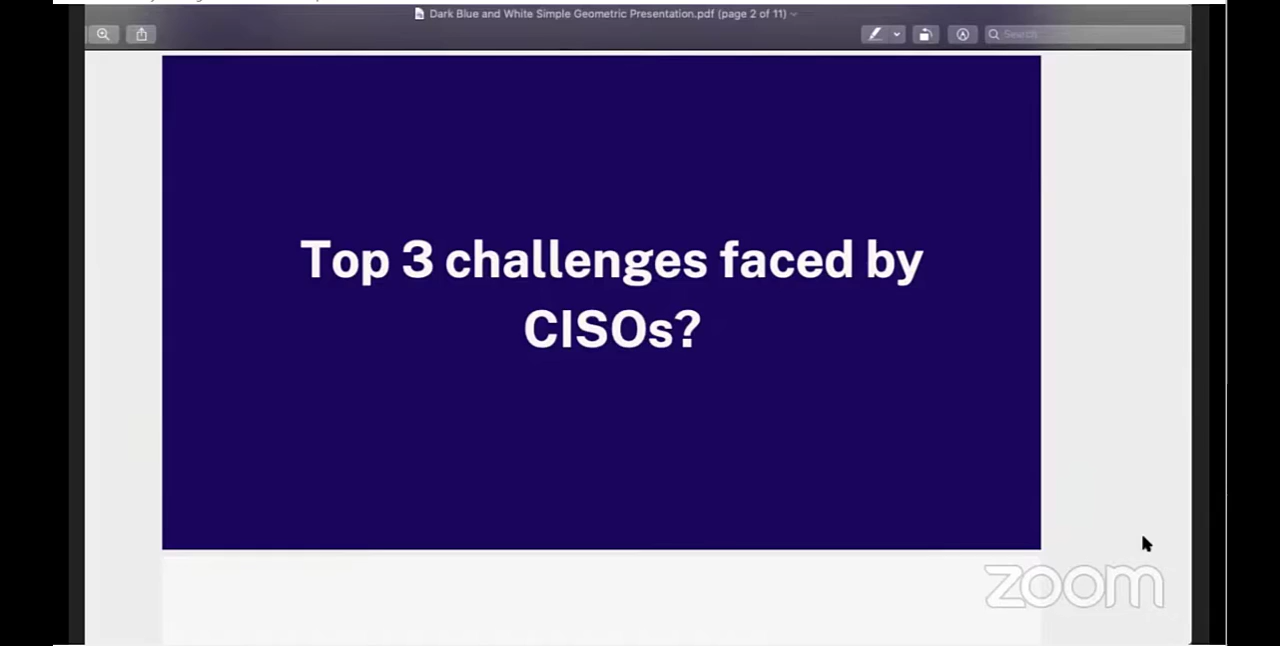 Dark Blue and White Simple Geometric Presentation.pdf (page 2 of 11)
Search
Top 3 challenges faced by
CISOs?
zoom